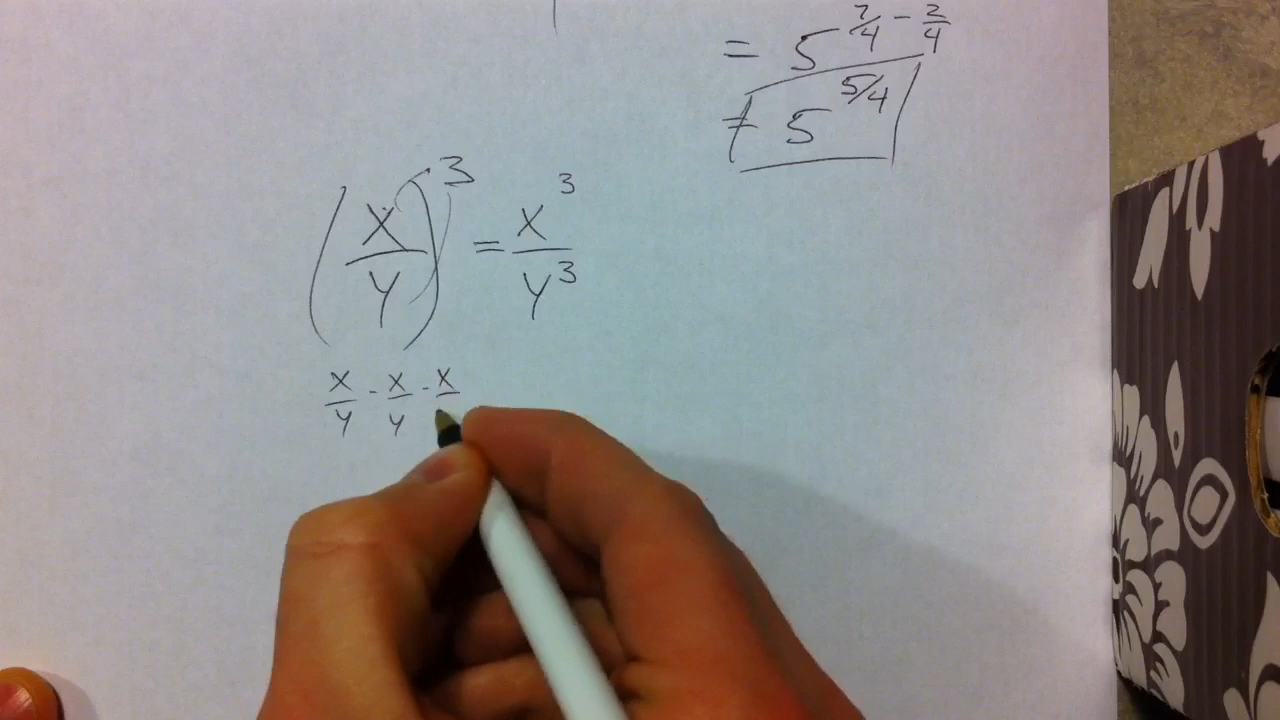 = 5^(7/4 - 2/4)
= 5^(5/4)
(x/y)^3 = x^3/y^3
x/y · x/y · x/